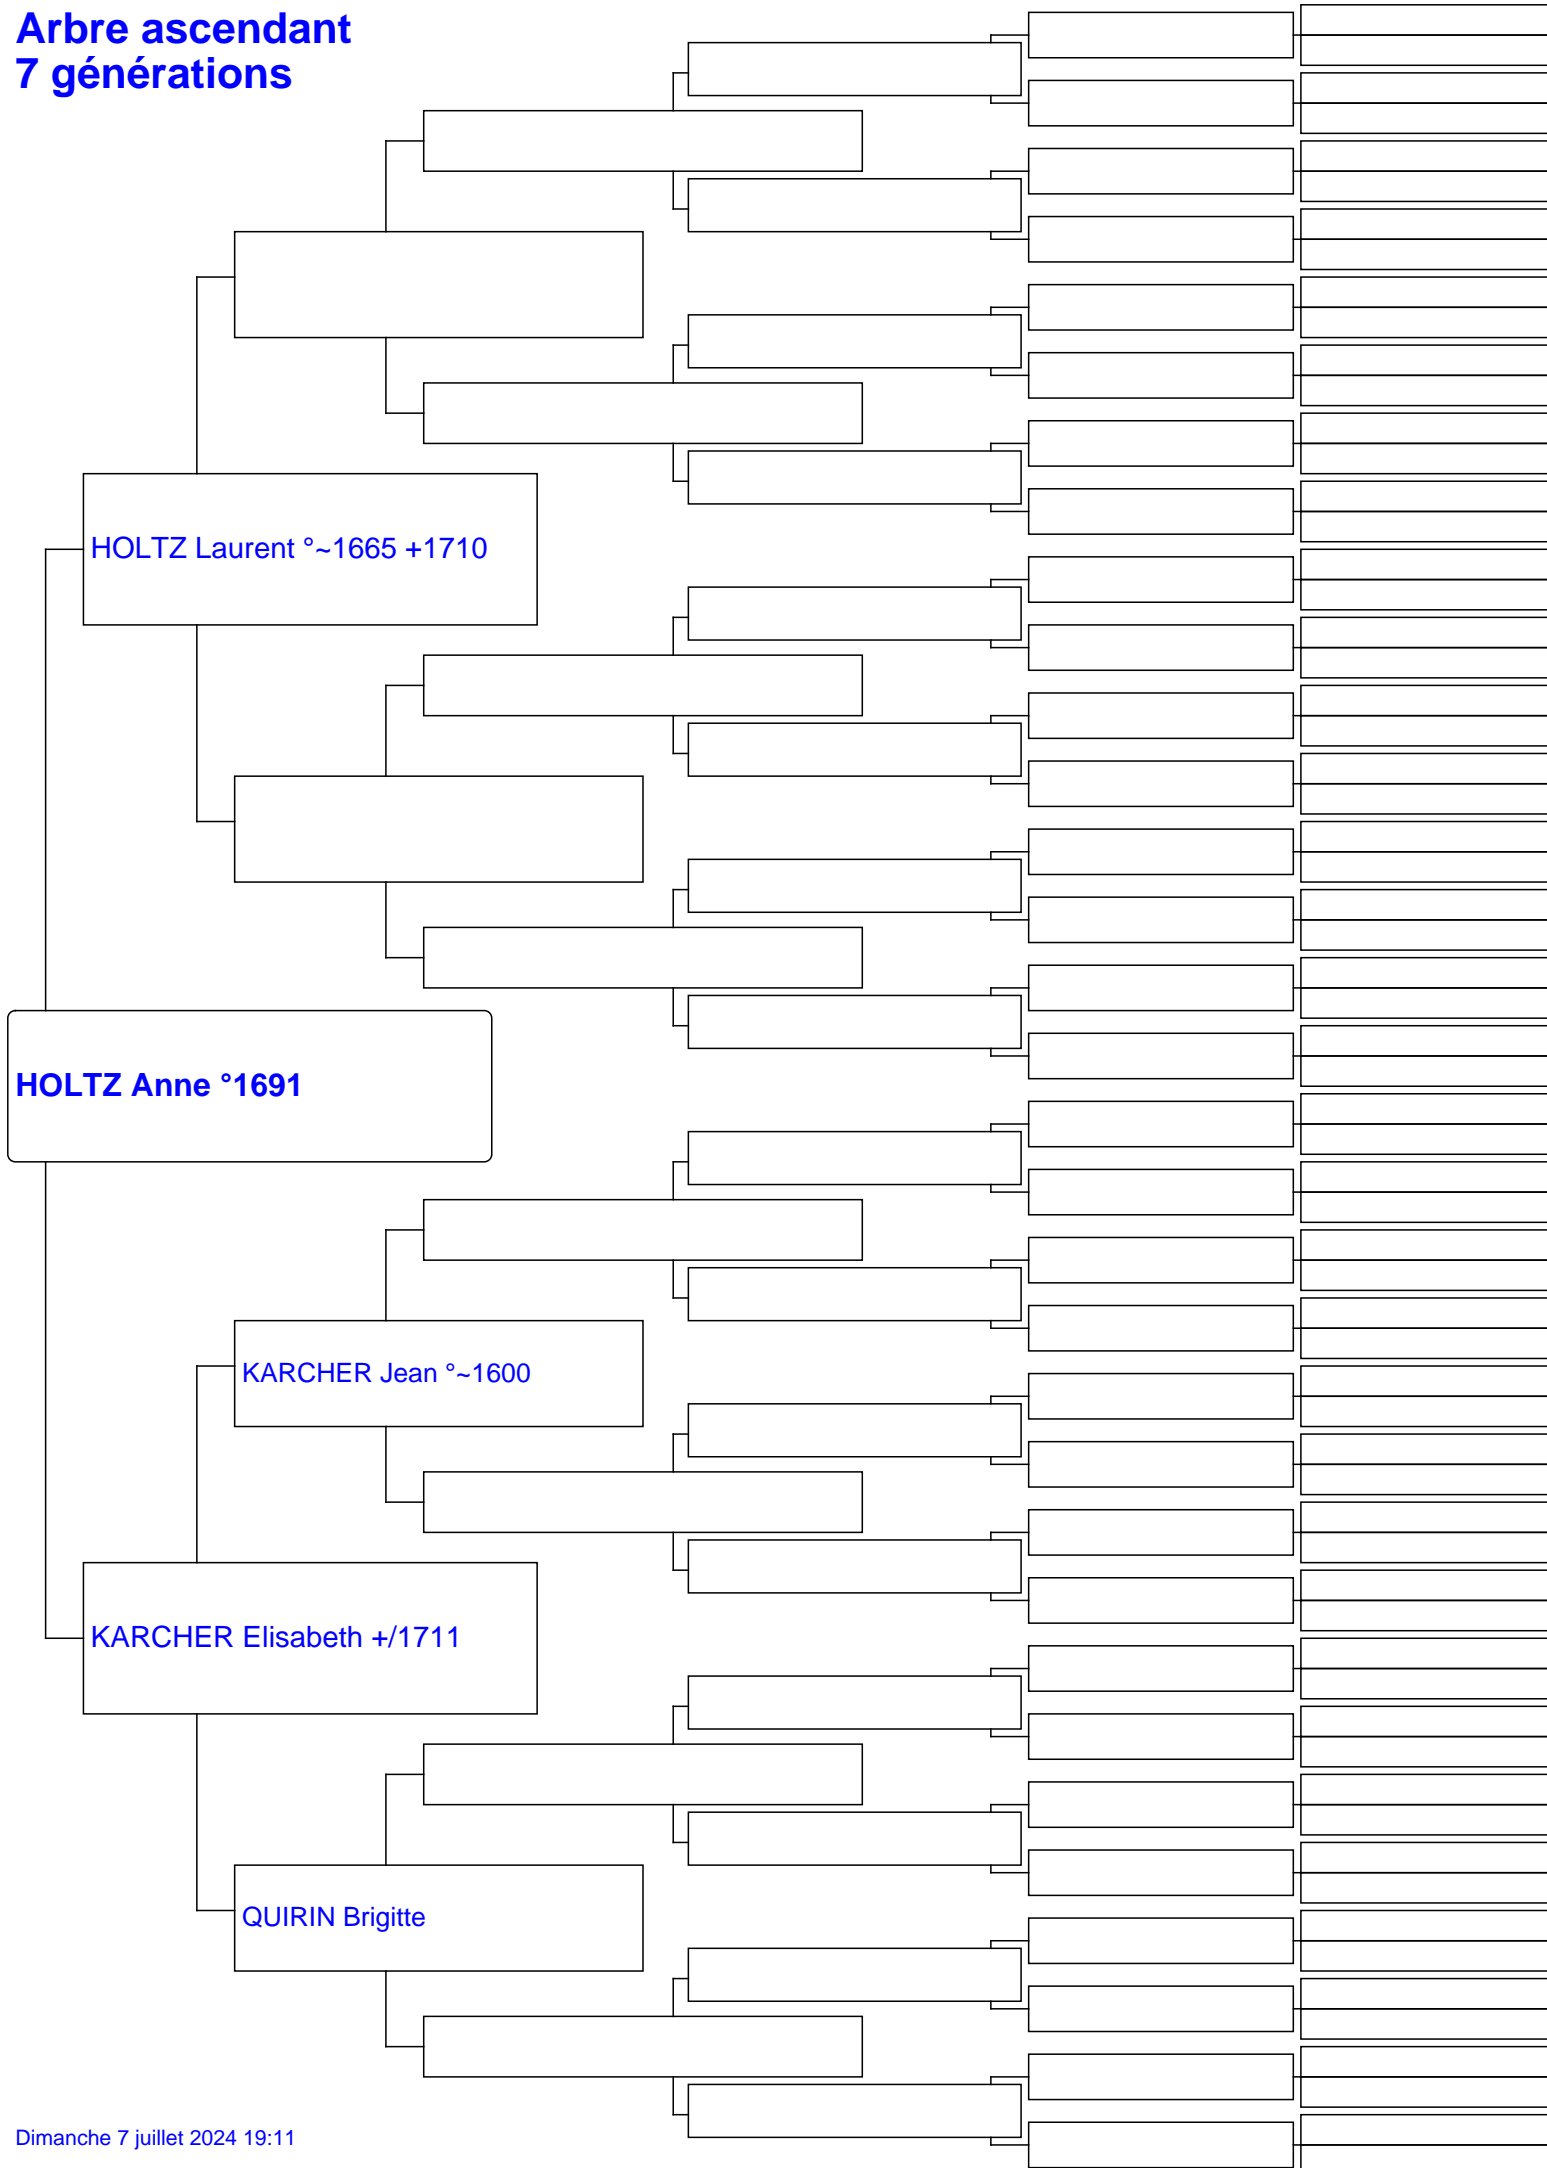 Arbre ascendant
7 générations
HOLTZ Laurent °~1665 +1710
HOLTZ Anne °1691
KARCHER Jean °~1600
KARCHER Elisabeth +/1711
QUIRIN Brigitte
Dimanche 7 juillet 2024 19:11